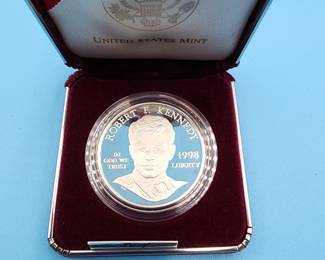 UNITED STATES MINT
ROBERT F. KENNEDY
IN
GOD WE
TRUST
1998
LIBERTY